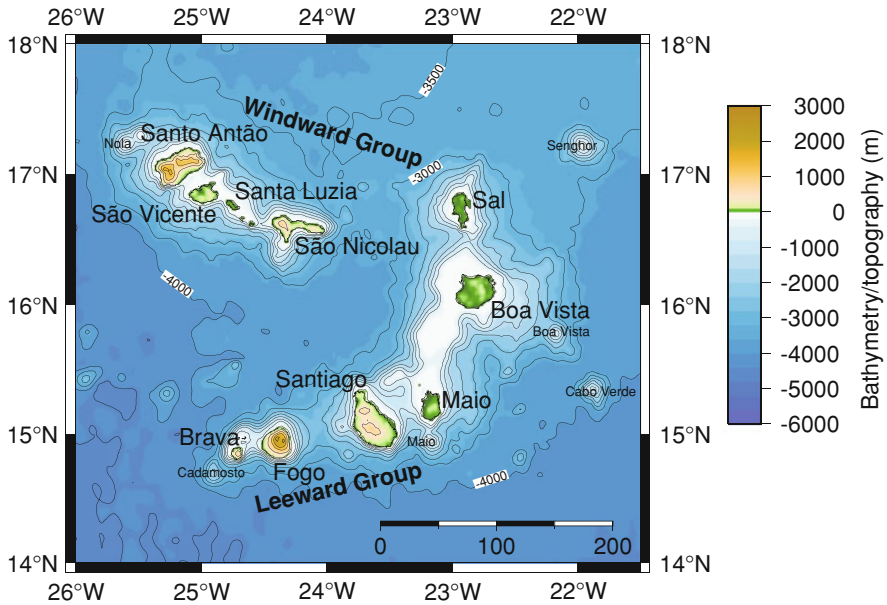 26°W 25°W 24°W 23°W 22°W
18°N 18°N
-3500
Windward Group
3000
2000
1000
0
-1000
-2000
-3000
-4000
-5000
-6000
Bathymetry/topography (m)
Nola
Santo Antão
Senghor
17°N 17°N
-3000
Santa Luzia
São Vicente
Sal
São Nicolau
-4000
16°N 16°N
Boa Vista
Boa Vista
Santiago
Maio
Cabo Verde
15°N 15°N
Brava
Maio
Cadamosto
Fogo
Leeward Group
-4000
0 100 200
14°N 14°N
26°W 25°W 24°W 23°W 22°W